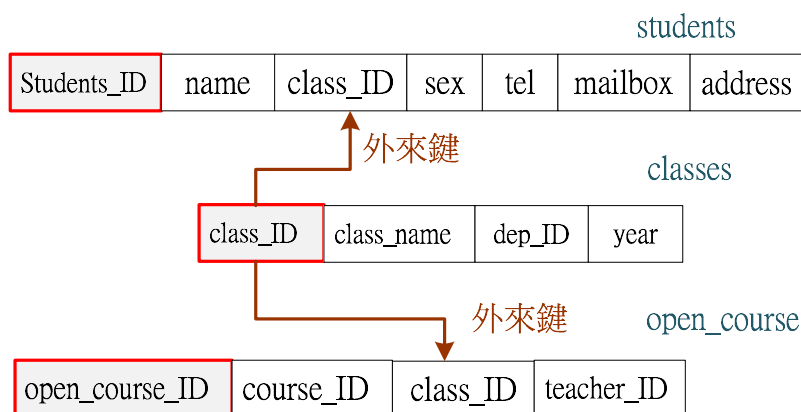 students
Students_ID name class_ID sex tel mailbox address
外來鍵
classes
class_ID class_name dep_ID year
外來鍵
open_course
open_course_ID course_ID class_ID teacher_ID